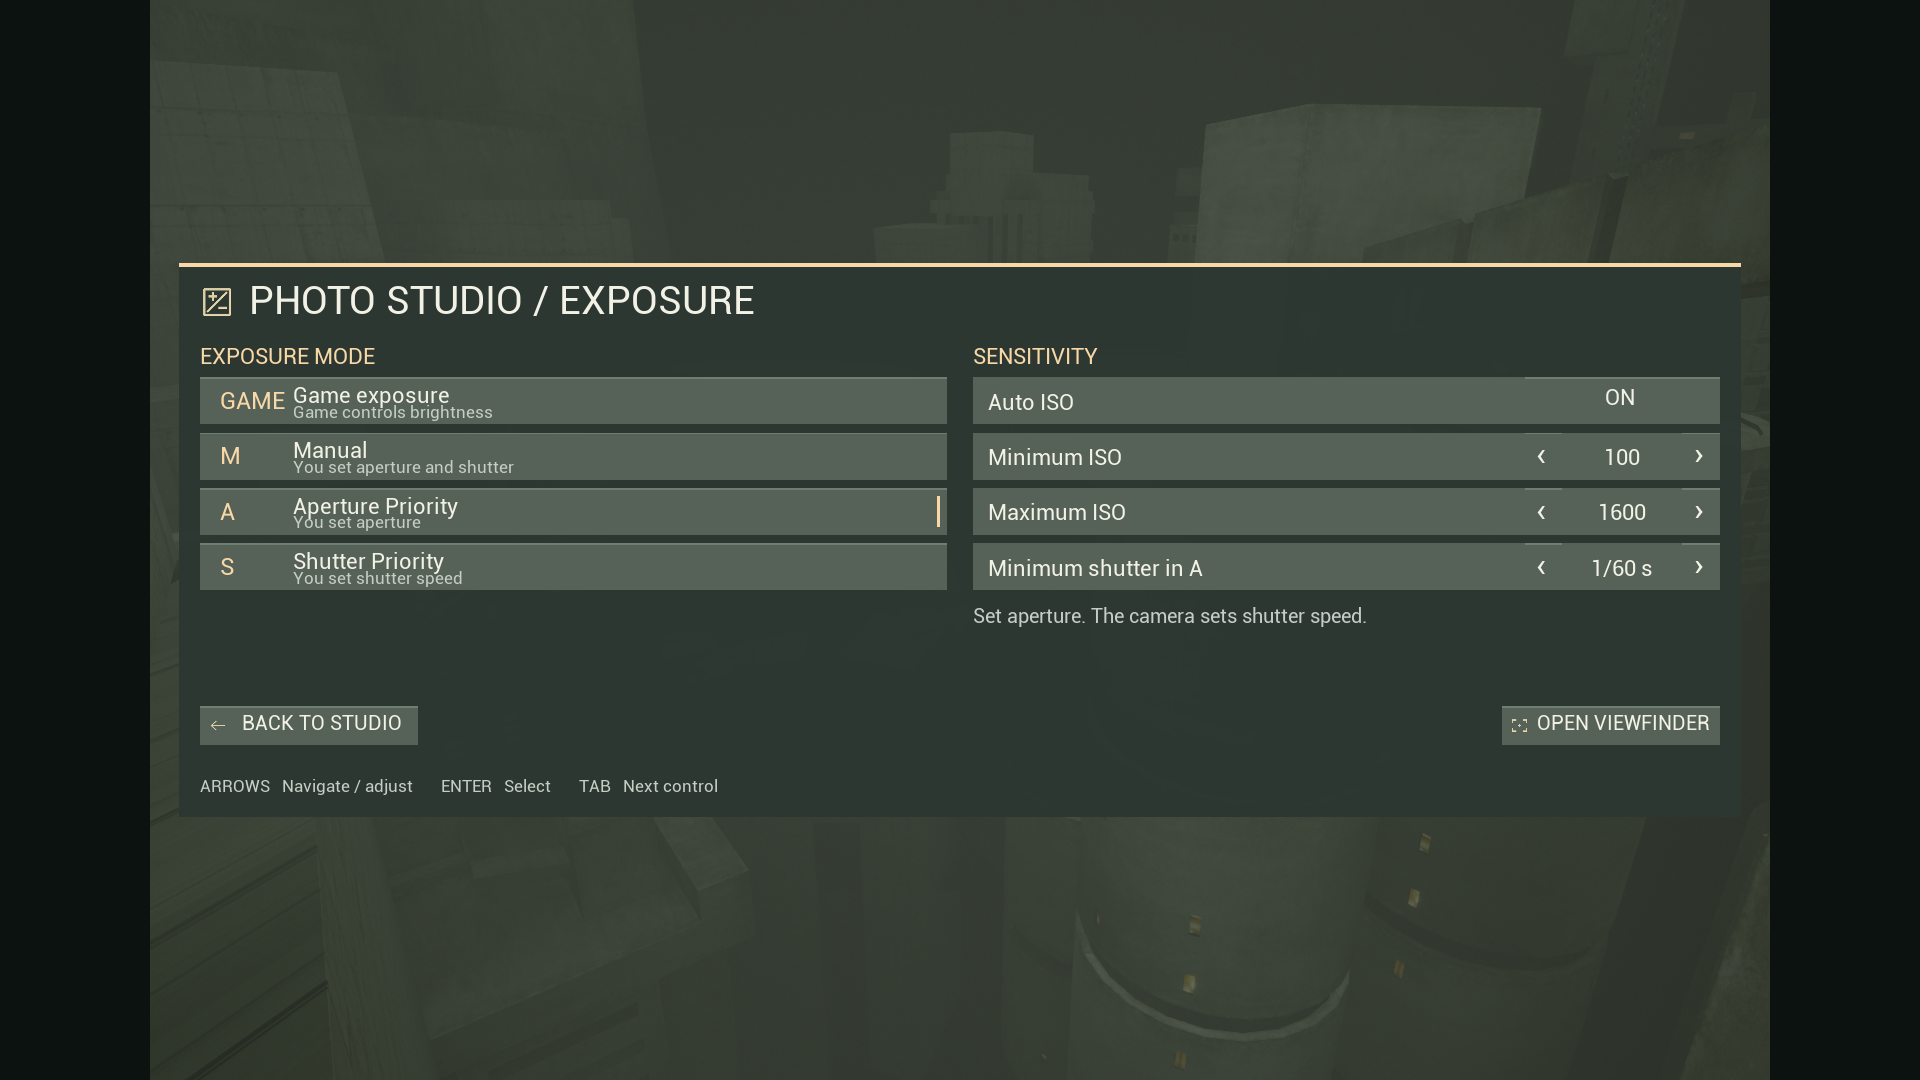 PHOTO STUDIO / EXPOSURE
EXPOSURE MODE
GAME Game exposure
Game controls brightness
M Manual
You set aperture and shutter
A Aperture Priority
You set aperture
S Shutter Priority
You set shutter speed
SENSITIVITY
Auto ISO ON
Minimum ISO ‹ 100 ›
Maximum ISO ‹ 1600 ›
Minimum shutter in A ‹ 1/60 s ›
Set aperture. The camera sets shutter speed.
← BACK TO STUDIO
OPEN VIEWFINDER
ARROWS Navigate / adjust ENTER Select TAB Next control